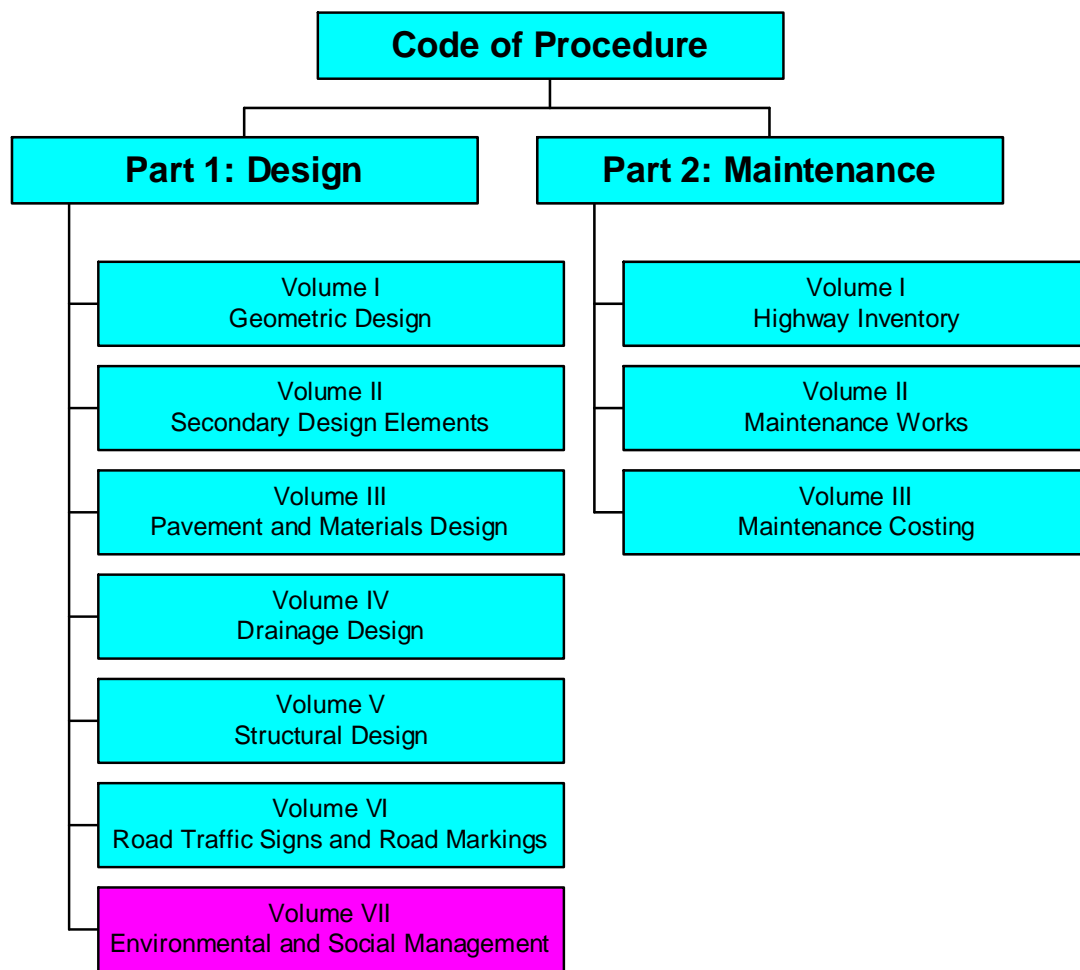 Code of Procedure
Part 1: Design
Part 2: Maintenance
Volume I
Geometric Design
Volume II
Secondary Design Elements
Volume III
Pavement and Materials Design
Volume IV
Drainage Design
Volume V
Structural Design
Volume VI
Road Traffic Signs and Road Markings
Volume VII
Environmental and Social Management
Volume I
Highway Inventory
Volume II
Maintenance Works
Volume III
Maintenance Costing